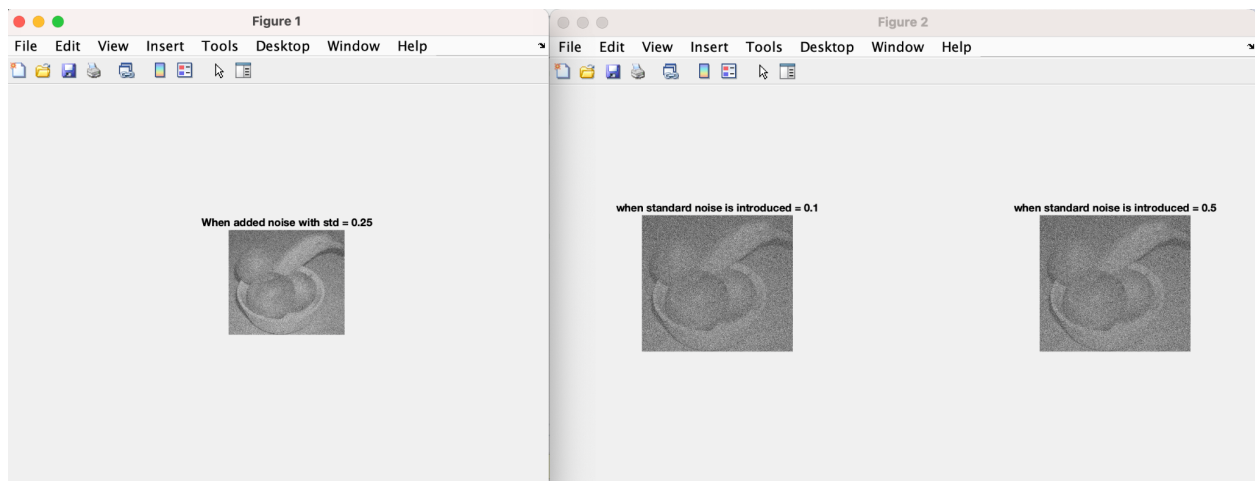 Figure 1
File Edit View Insert Tools Desktop Window Help
When added noise with std = 0.25
Figure 2
File Edit View Insert Tools Desktop Window Help
when standard noise is introduced = 0.1
when standard noise is introduced = 0.5